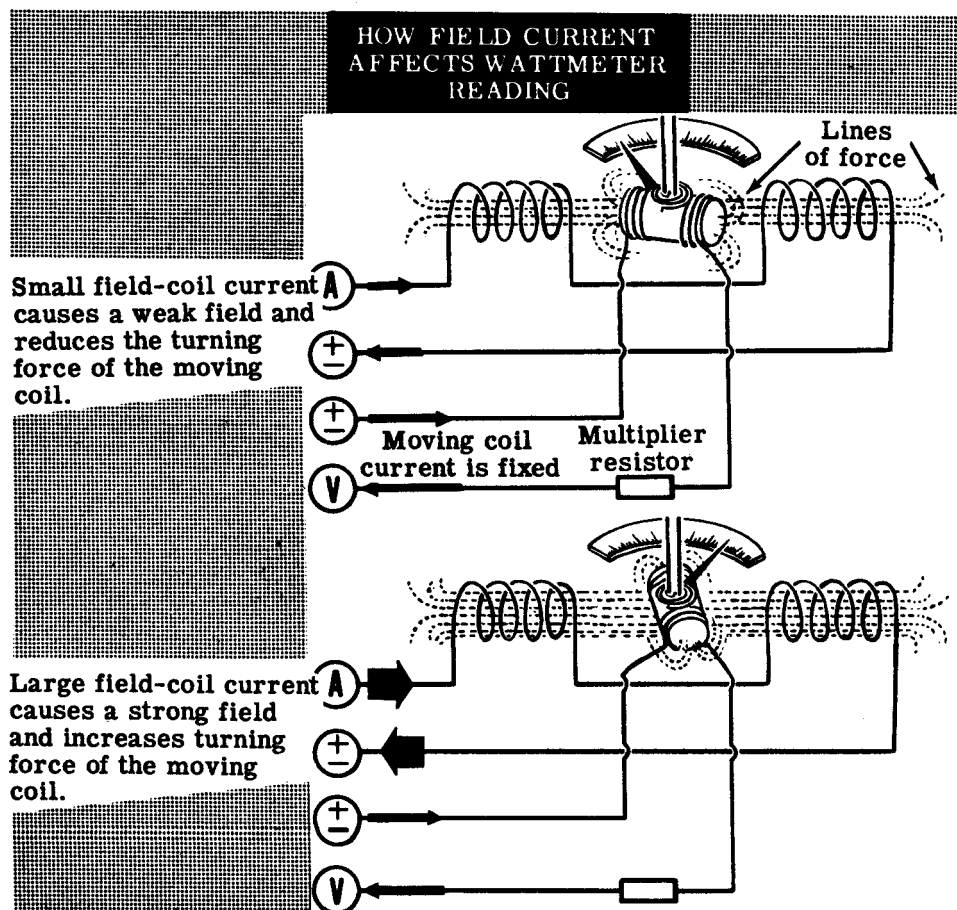 HOW FIELD CURRENT
AFFECTS WATTMETER
READING
Lines
of force
Small field-coil current
causes a weak field and
reduces the turning
force of the moving
coil.
A
±
±
Moving coil
current is fixed
Multiplier
resistor
V
Large field-coil current
causes a strong field
and increases turning
force of the moving
coil.
A
±
±
V